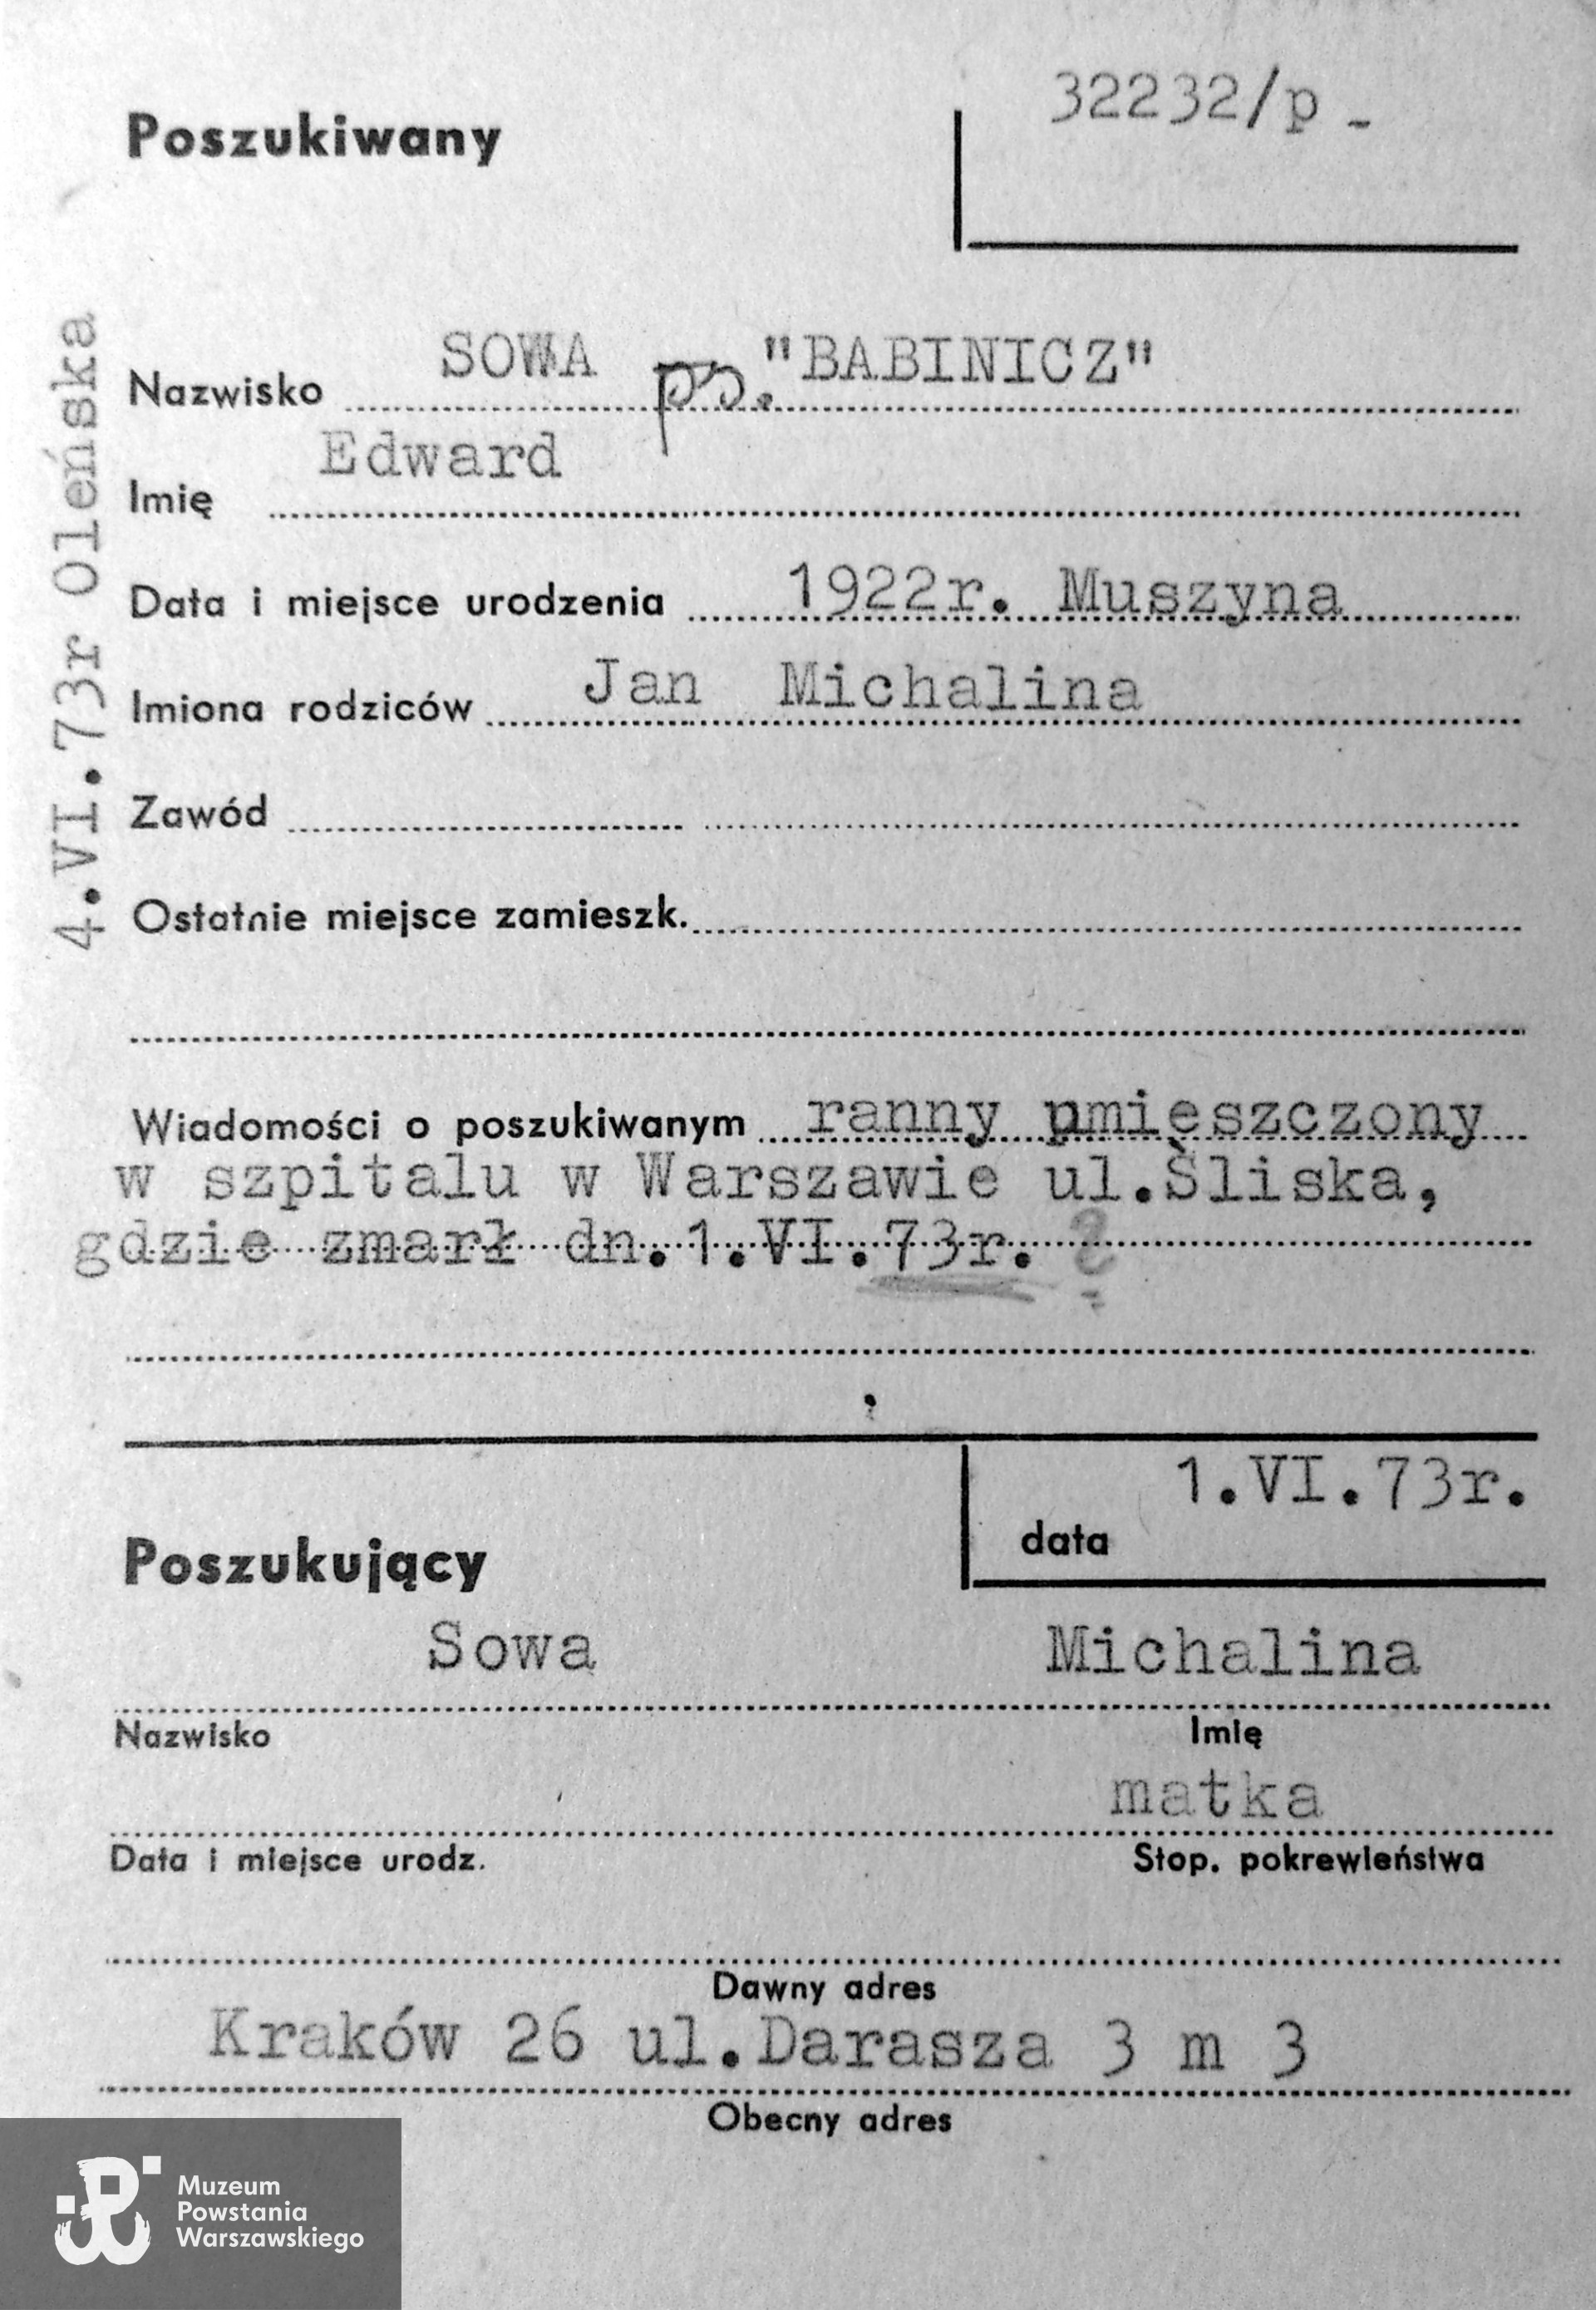 Poszukiwany
32232/p -
Nazwisko SOWA ps. "BABINICZ"
Imię Edward
Data i miejsce urodzenia 1922r. Muszyna
Imiona rodziców Jan Michalina
Zawód
Ostatnie miejsce zamieszk.
Wiadomości o poszukiwanym ranny umieszczony
w szpitalu w Warszawie ul.Śliska,
gdzie zmarł dn.1.VI.73r. ?
4.VI.73r Oleńska
1.VI.73r.
data
Poszukujący
Sowa Michalina
Nazwisko Imię
matka
Data i miejsce urodz. Stop. pokrewieństwa
Dawny adres
Kraków 26 ul.Darasza 3 m 3
Obecny adres
Muzeum
Powstania
Warszawskiego